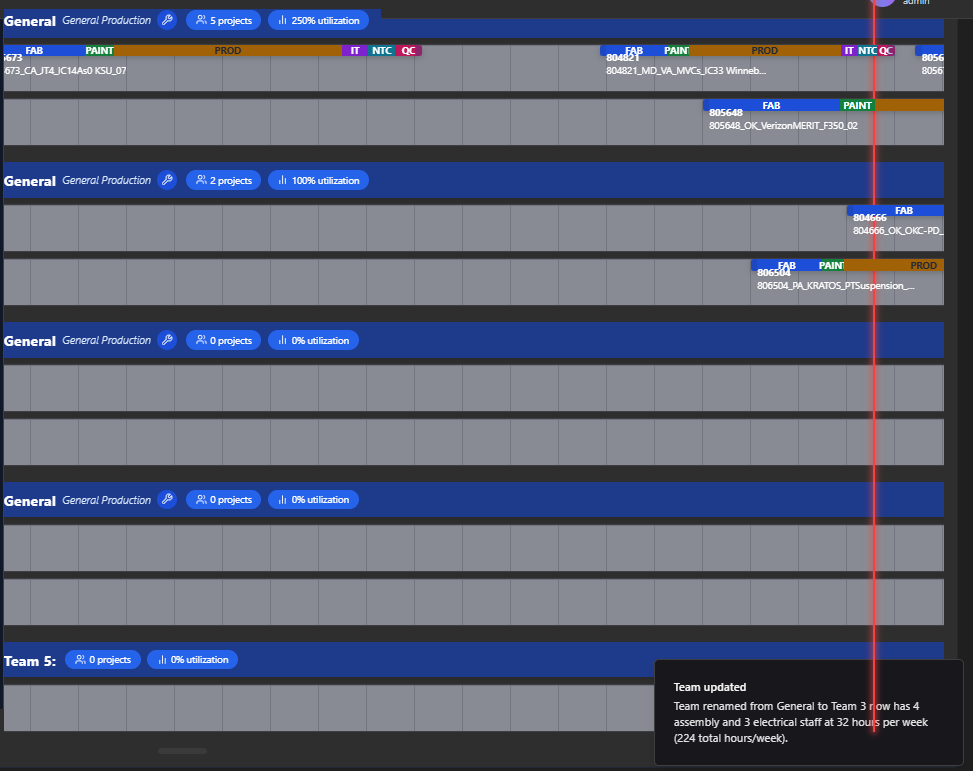 admin
General General Production 5 projects 250% utilization
FAB PAINT PROD IT NTC QC FAB PAINT PROD IT NTC QC
5673 804821 8056
673_CA_JT4_IC14As0 KSU_07 804821_MD_VA_MVCs_IC33 Winneb... 8056
FAB PAINT
805648
805648_OK_VerizonMERIT_F350_02
General General Production 2 projects 100% utilization
FAB
804666
804666_OK_OKC-PD_
FAB PAINT PROD
806504
806504_PA_KRATOS_PTSuspension_...
General General Production 0 projects 0% utilization
General General Production 0 projects 0% utilization
Team 5: 0 projects 0% utilization
Team updated
Team renamed from General to Team 3 now has 4
assembly and 3 electrical staff at 32 hours per week
(224 total hours/week).